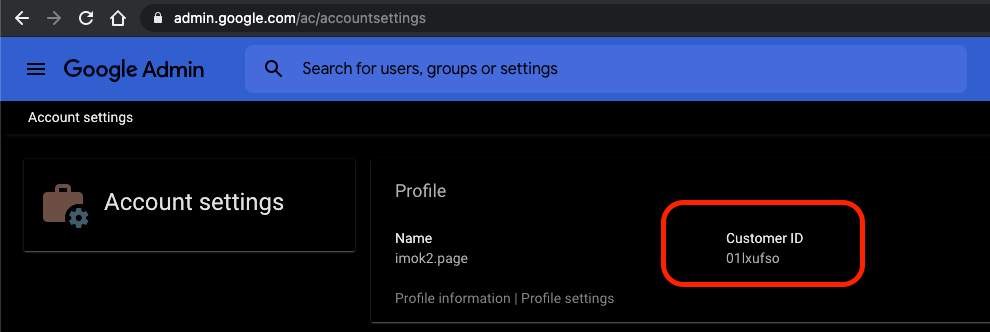 admin.google.com/ac/accountsettings
Google Admin
Search for users, groups or settings
Account settings
Account settings
Profile
Name
Customer ID
imok2.page
01lxufso
Profile information | Profile settings